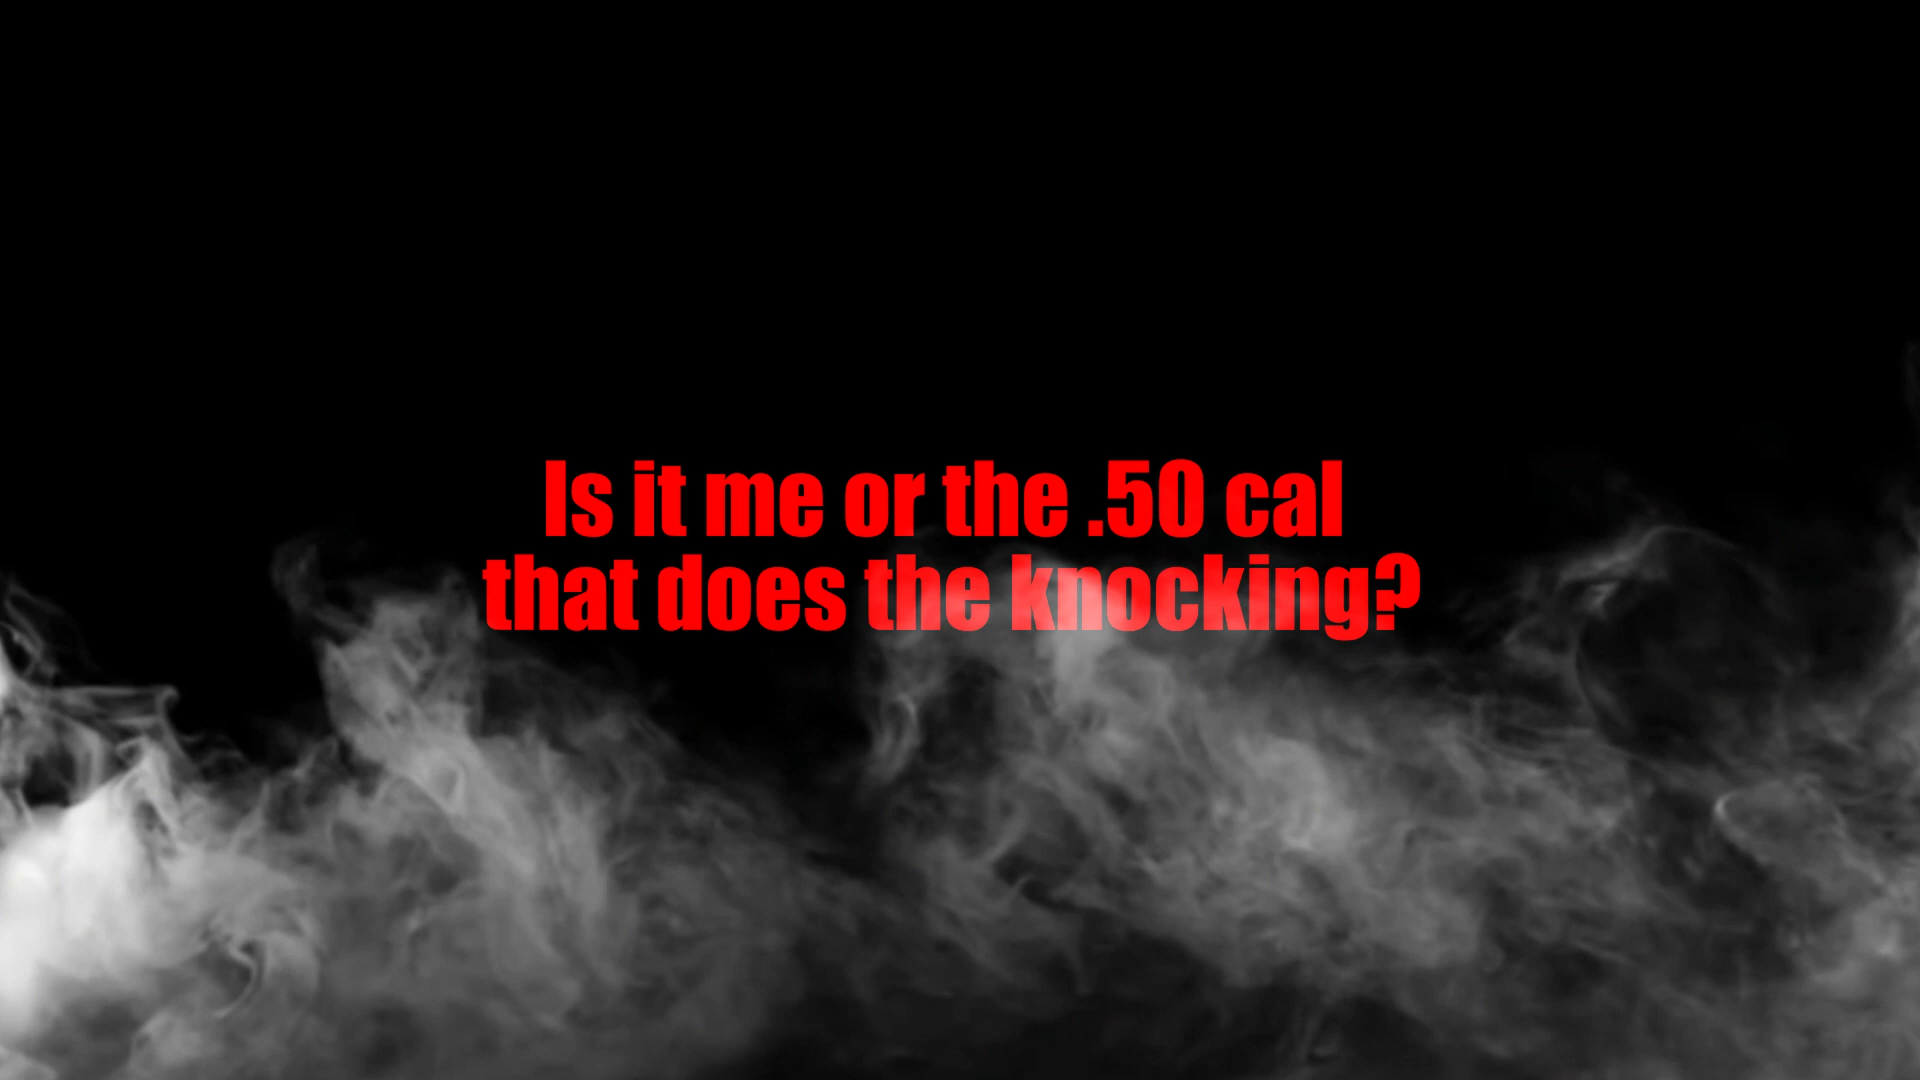 Is it me or the .50 cal
that does the knocking?